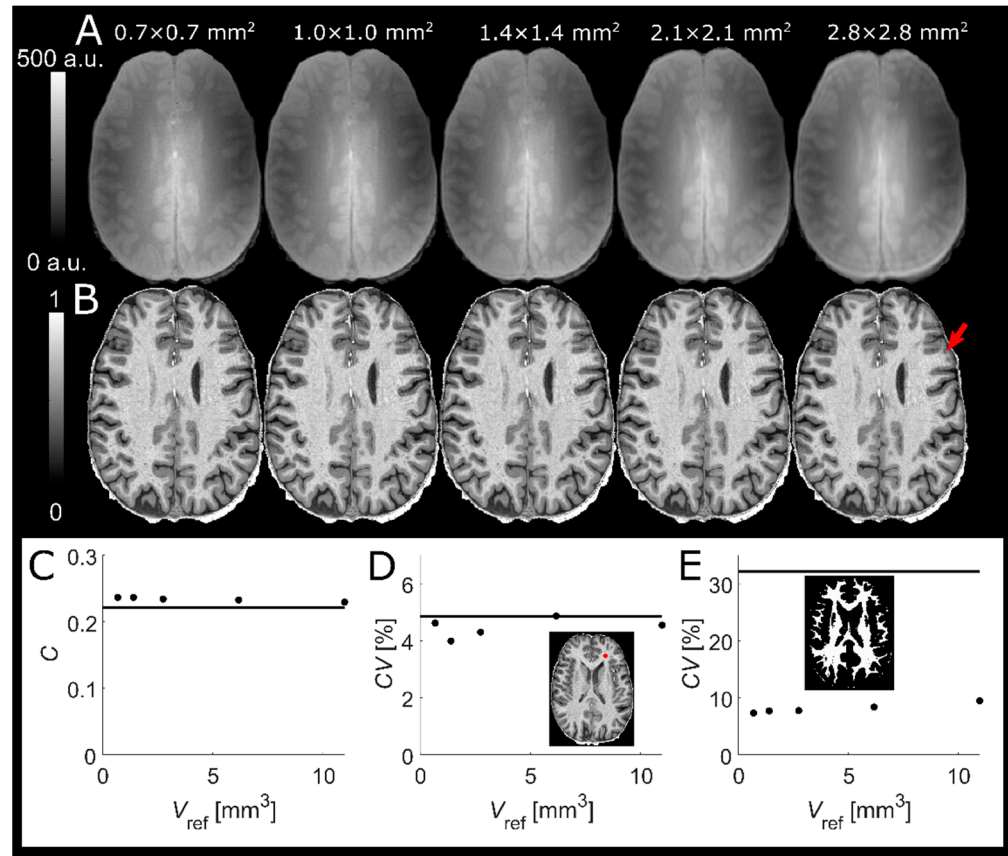 A
0.7×0.7 mm² 1.0×1.0 mm² 1.4×1.4 mm² 2.1×2.1 mm² 2.8×2.8 mm²
500 a.u.
0 a.u.
1
B
0
C
0.3
0.2
0.1
0
C
0 5 10
V_ref [mm³]
D
6
4
2
0
CV [%]
0 5 10
V_ref [mm³]
E
30
20
10
0
CV [%]
0 5 10
V_ref [mm³]